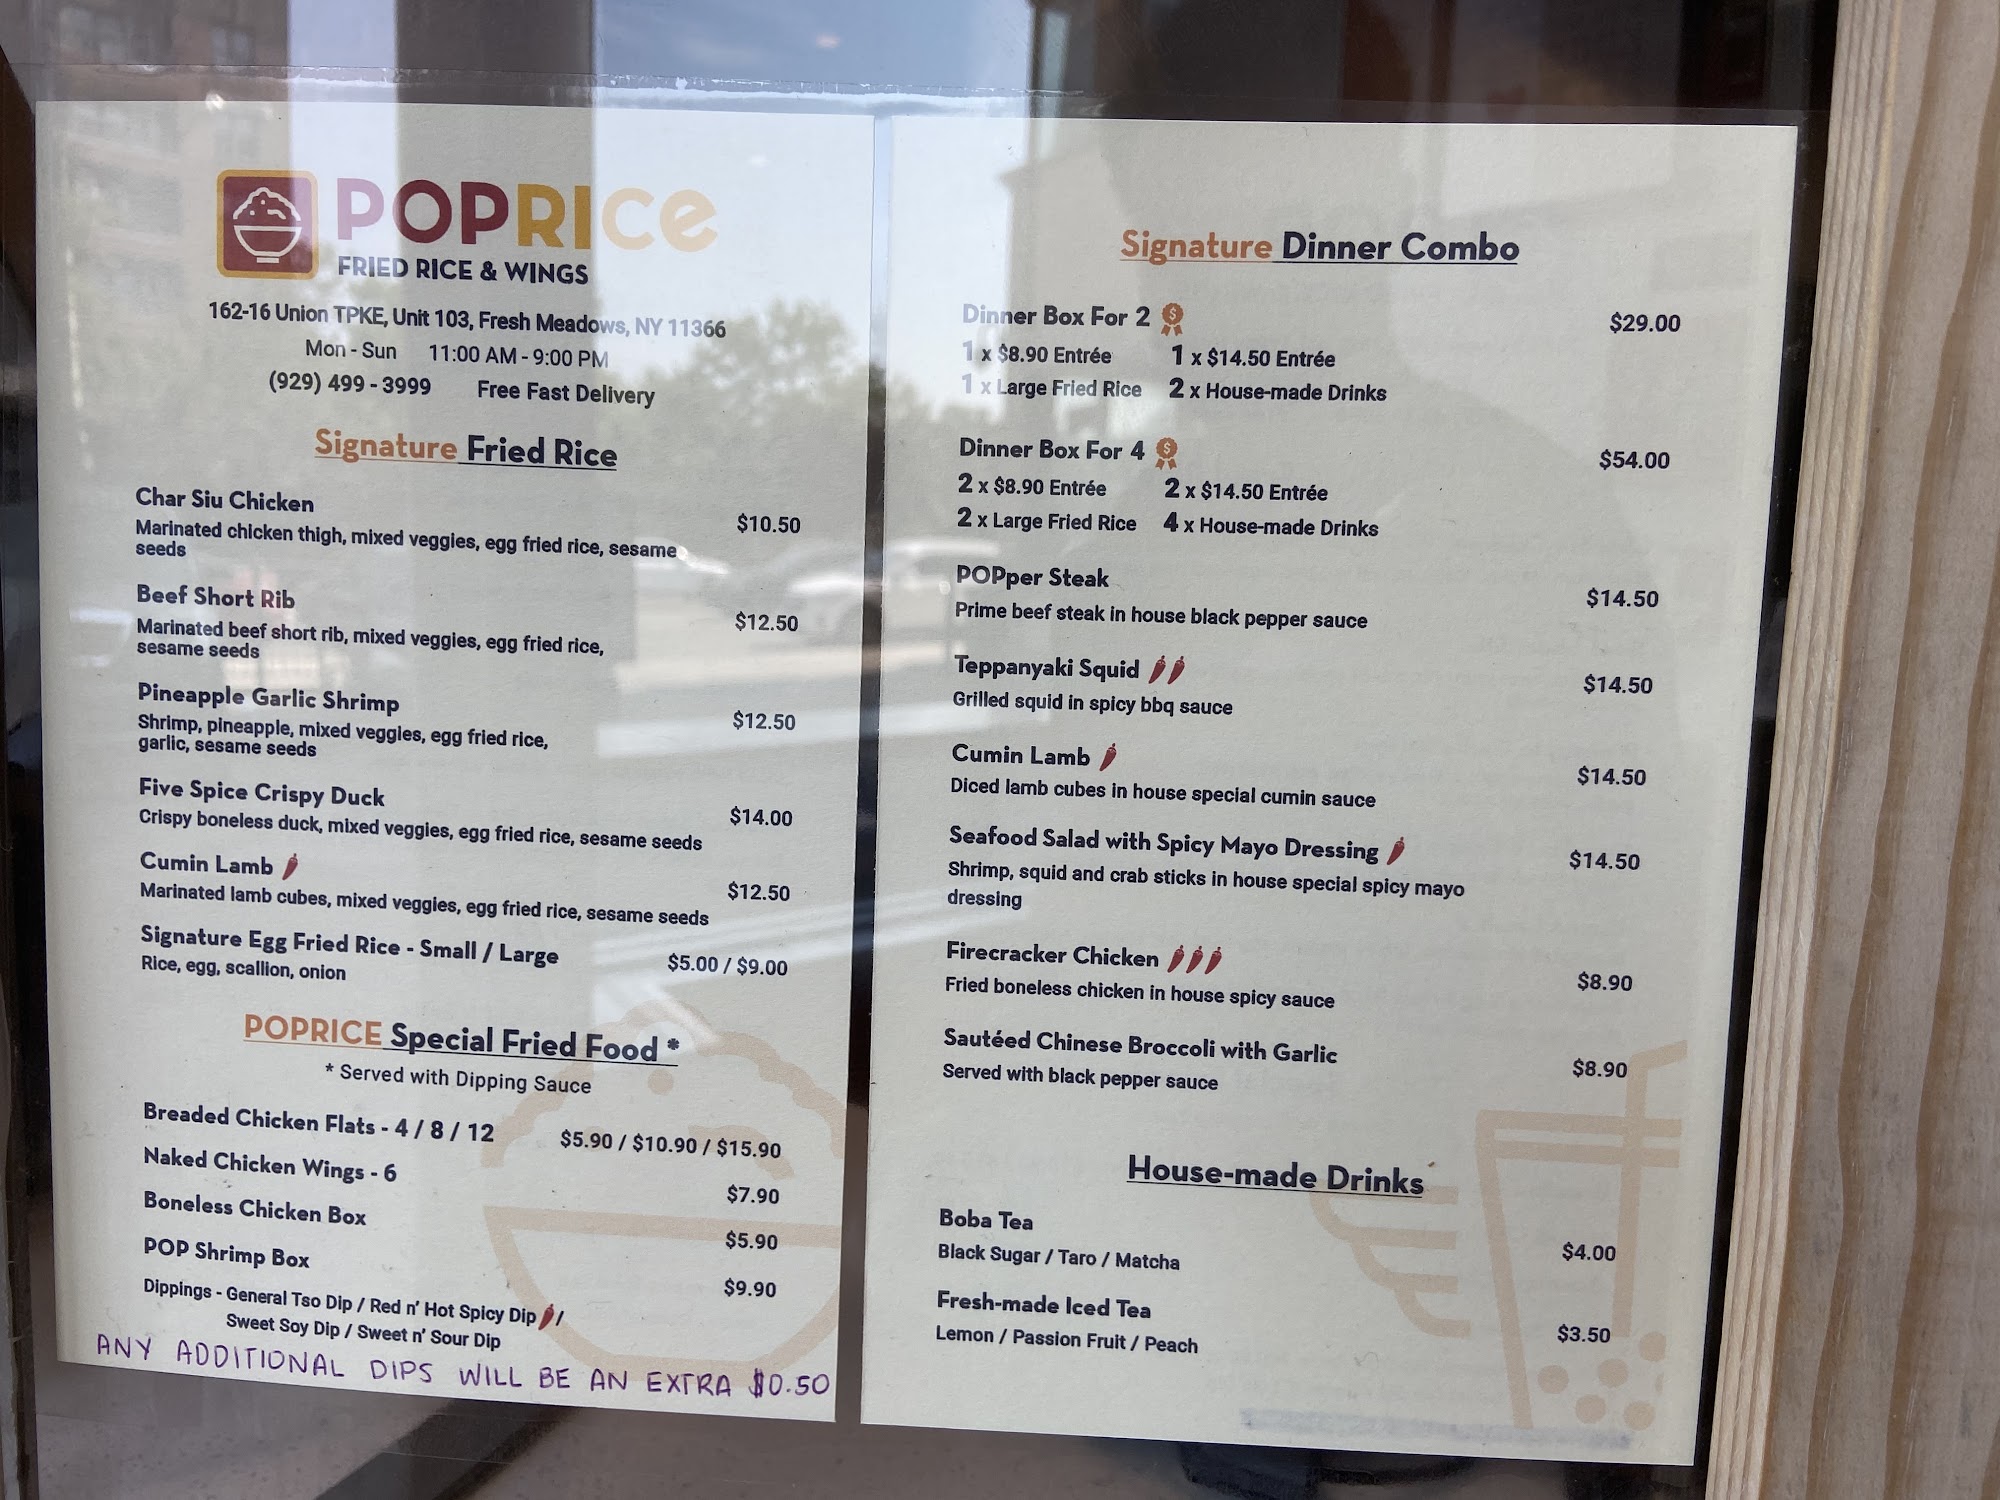 POPRICe
FRIED RICE & WINGS
162-16 Union TPKE, Unit 103, Fresh Meadows, NY 11366
Mon - Sun 11:00 AM - 9:00 PM
(929) 499 - 3999 Free Fast Delivery
Signature Fried Rice
Char Siu Chicken
$10.50
Marinated chicken thigh, mixed veggies, egg fried rice, sesame
seeds
Beef Short Rib
$12.50
Marinated beef short rib, mixed veggies, egg fried rice,
sesame seeds
Pineapple Garlic Shrimp
$12.50
Shrimp, pineapple, mixed veggies, egg fried rice,
garlic, sesame seeds
Five Spice Crispy Duck
$14.00
Crispy boneless duck, mixed veggies, egg fried rice, sesame seeds
Cumin Lamb
$12.50
Marinated lamb cubes, mixed veggies, egg fried rice, sesame seeds
Signature Egg Fried Rice - Small / Large
$5.00 / $9.00
Rice, egg, scallion, onion
POPRICE Special Fried Food *
* Served with Dipping Sauce
Breaded Chicken Flats - 4 / 8 / 12 $5.90 / $10.90 / $15.90
Naked Chicken Wings - 6 $7.90
Boneless Chicken Box $5.90
POP Shrimp Box $9.90
Dippings - General Tso Dip / Red n' Hot Spicy Dip /
Sweet Soy Dip / Sweet n' Sour Dip
ANY ADDITIONAL DIPS WILL BE AN EXTRA $0.50
Signature Dinner Combo
Dinner Box For 2 $29.00
1 x $8.90 Entrée 1 x $14.50 Entrée
1 x Large Fried Rice 2 x House-made Drinks
Dinner Box For 4 $54.00
2 x $8.90 Entrée 2 x $14.50 Entrée
2 x Large Fried Rice 4 x House-made Drinks
POPper Steak
$14.50
Prime beef steak in house black pepper sauce
Teppanyaki Squid
$14.50
Grilled squid in spicy bbq sauce
Cumin Lamb
$14.50
Diced lamb cubes in house special cumin sauce
Seafood Salad with Spicy Mayo Dressing
$14.50
Shrimp, squid and crab sticks in house special spicy mayo
dressing
Firecracker Chicken
$8.90
Fried boneless chicken in house spicy sauce
Sautéed Chinese Broccoli with Garlic
$8.90
Served with black pepper sauce
House-made Drinks
Boba Tea
$4.00
Black Sugar / Taro / Matcha
Fresh-made Iced Tea
$3.50
Lemon / Passion Fruit / Peach